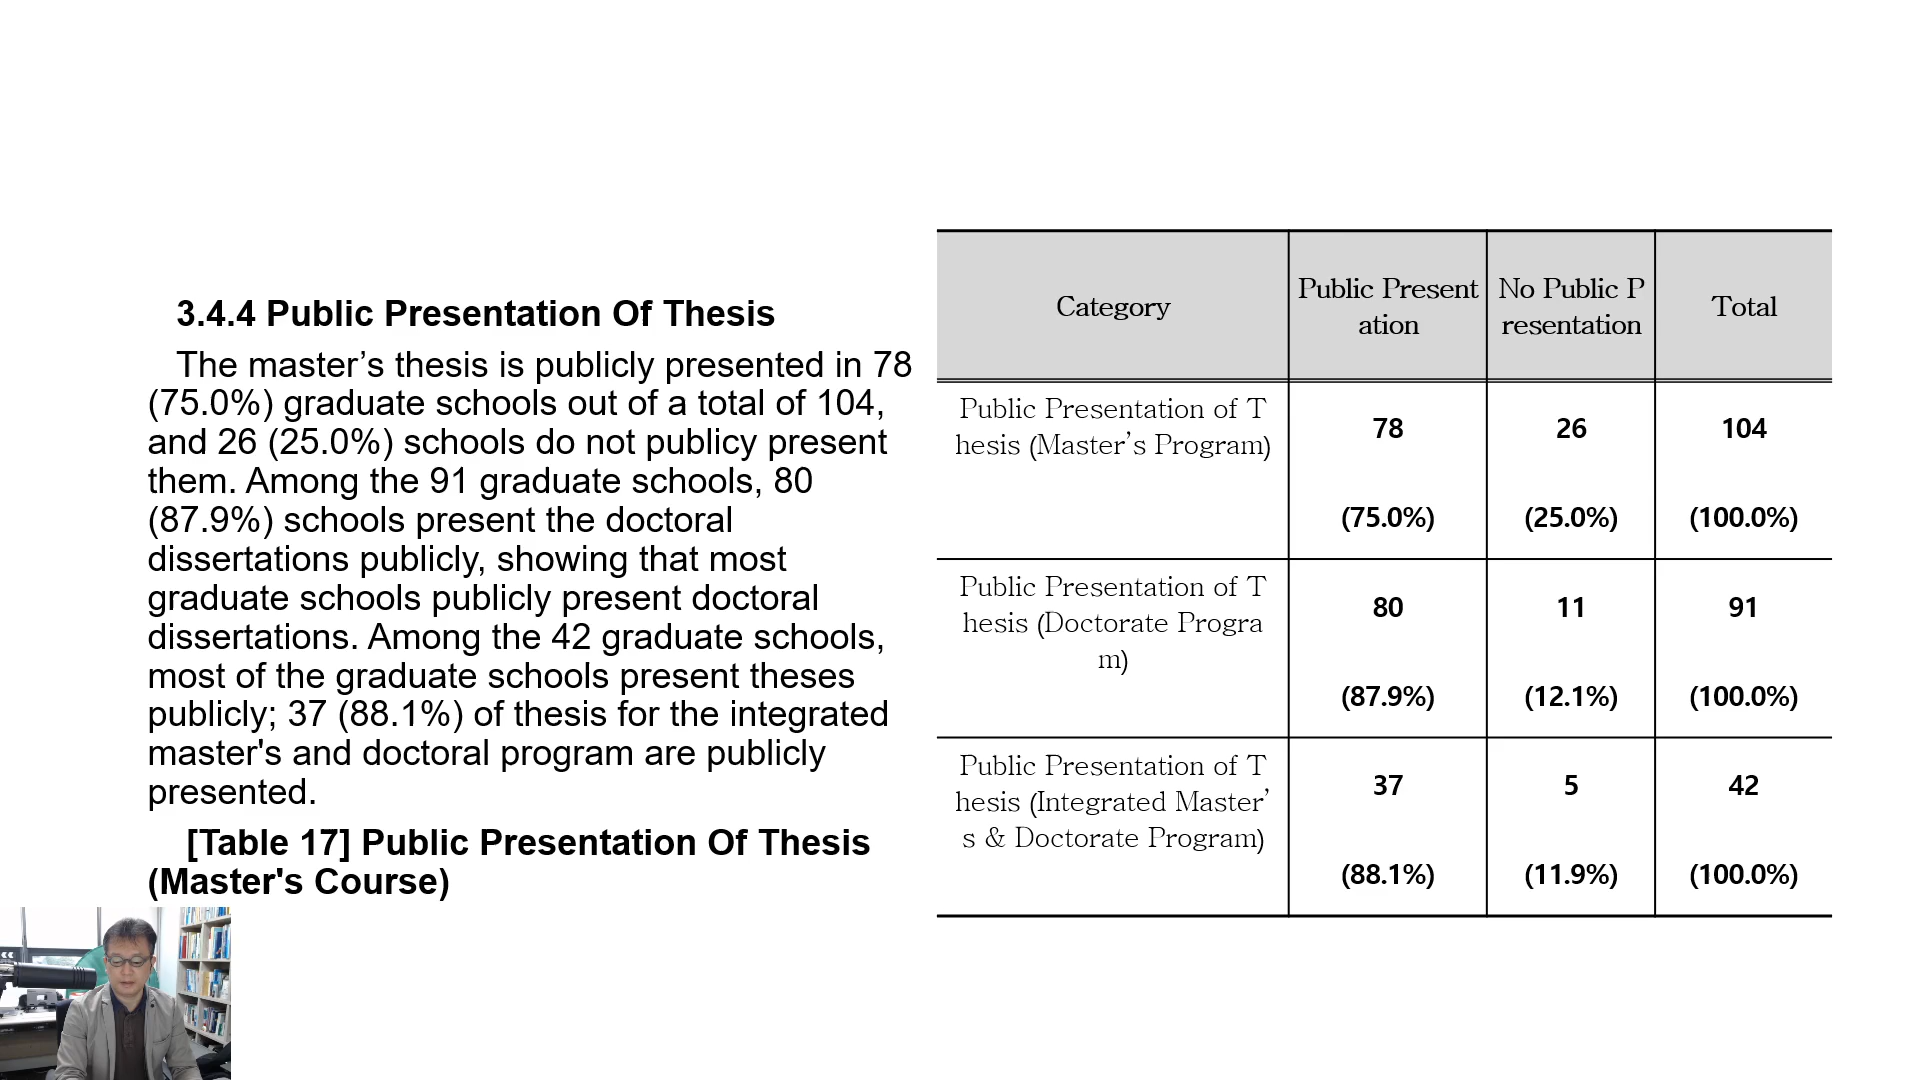 3.4.4 Public Presentation Of Thesis
The master’s thesis is publicly presented in 78
(75.0%) graduate schools out of a total of 104,
and 26 (25.0%) schools do not publicy present
them. Among the 91 graduate schools, 80
(87.9%) schools present the doctoral
dissertations publicly, showing that most
graduate schools publicly present doctoral
dissertations. Among the 42 graduate schools,
most of the graduate schools present theses
publicly; 37 (88.1%) of thesis for the integrated
master's and doctoral program are publicly
presented.
[Table 17] Public Presentation Of Thesis
(Master's Course)
Category
Public Present
ation
No Public P
resentation
Total
Public Presentation of T
hesis (Master’s Program)
78
26
104
(75.0%)
(25.0%)
(100.0%)
Public Presentation of T
hesis (Doctorate Progra
m)
80
11
91
(87.9%)
(12.1%)
(100.0%)
Public Presentation of T
hesis (Integrated Master’
s & Doctorate Program)
37
5
42
(88.1%)
(11.9%)
(100.0%)